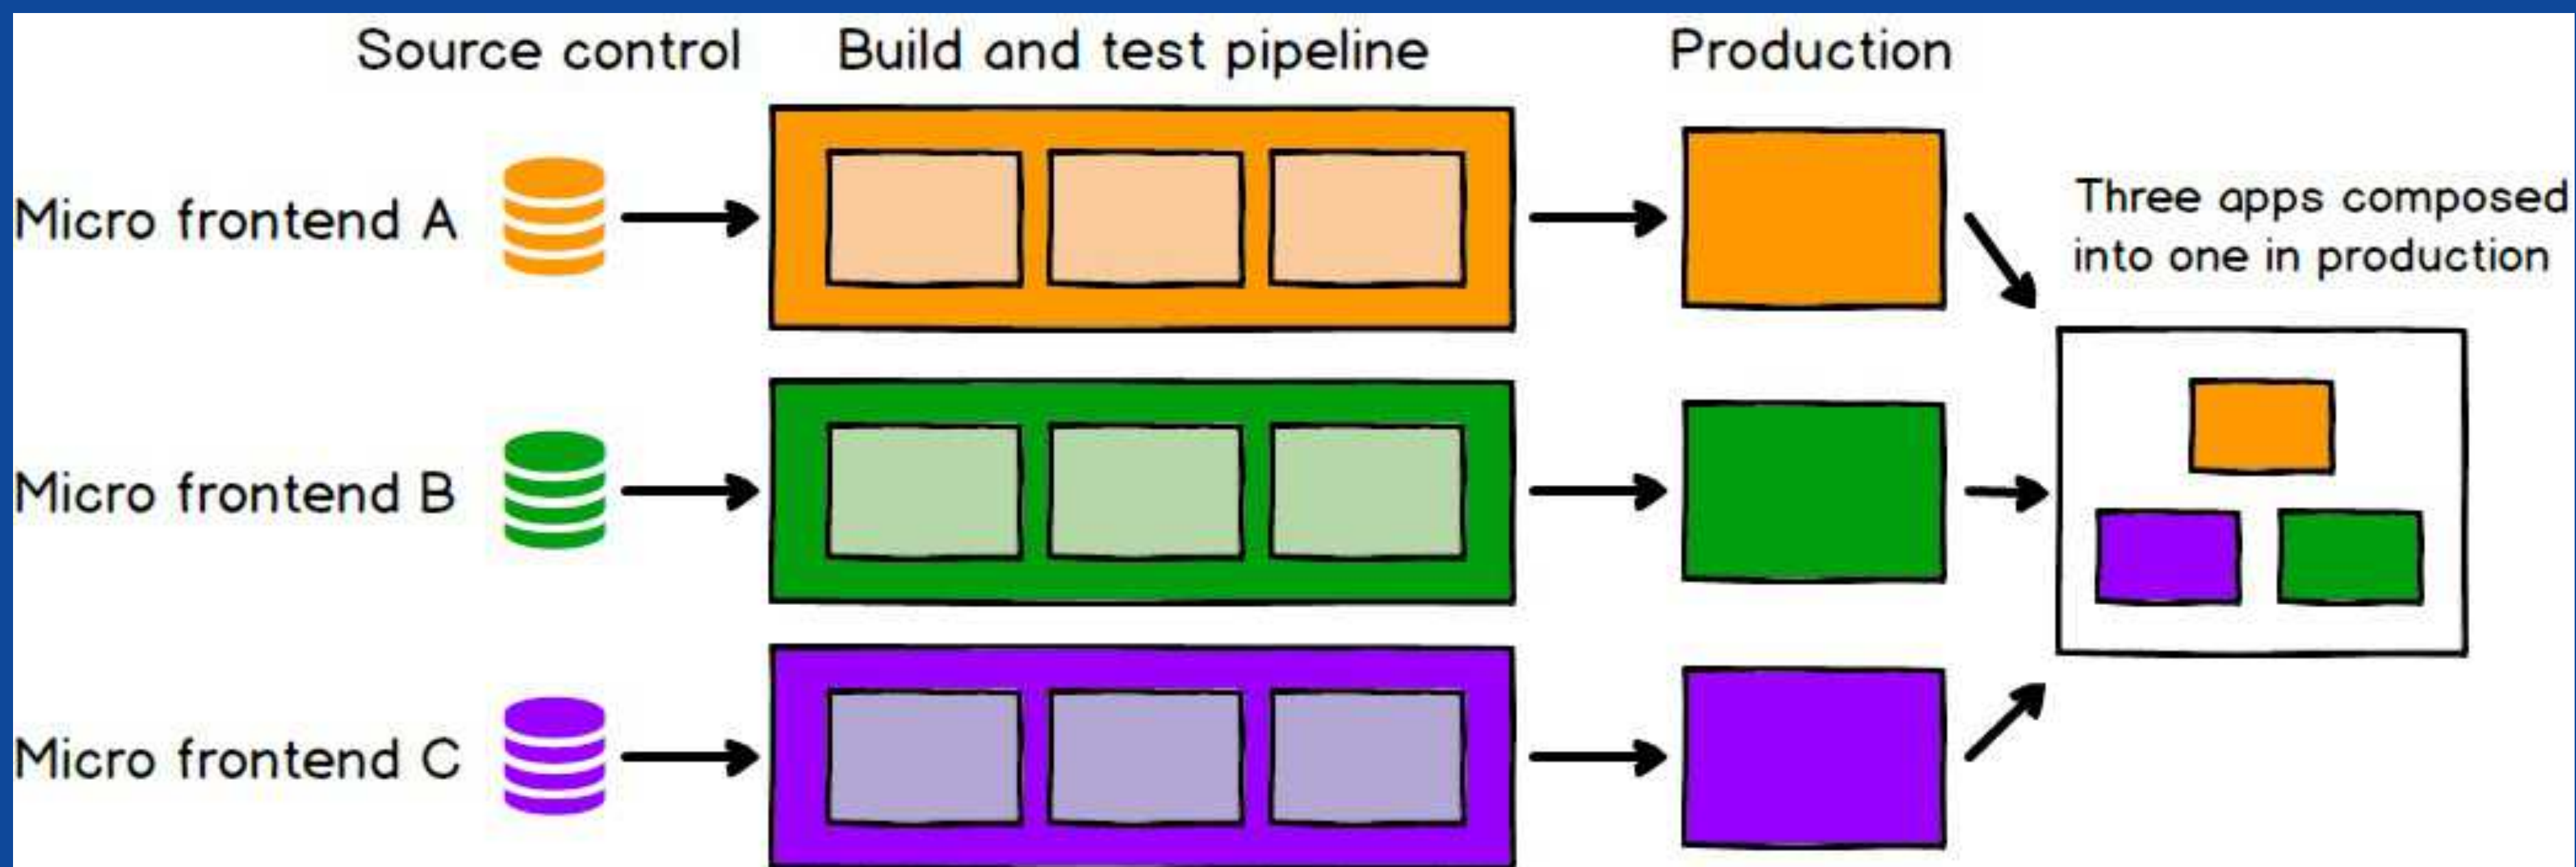 Source control
Build and test pipeline
Production
Micro frontend A
Three apps composed
into one in production
Micro frontend B
Micro frontend C